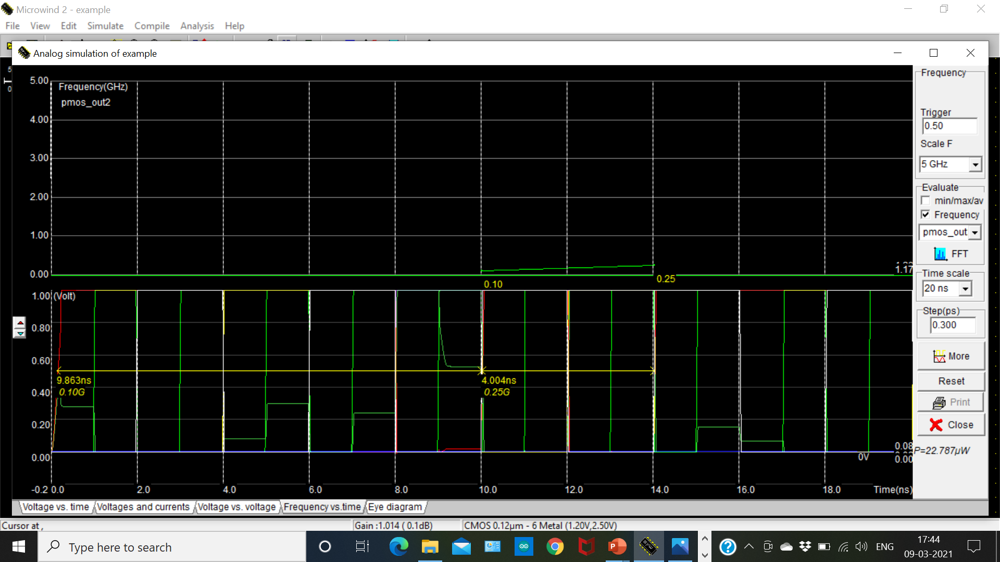 Microwind 2 - example
File View Edit Simulate Compile Analysis Help
Analog simulation of example
5.00
Frequency(GHz)
pmos_out2
4.00
3.00
2.00
1.00
0.00
1.17
0.10
0.25
1.00 (Volt)
0.80
0.60
9.863ns
0.10G
4.004ns
0.25G
0.40
0.20
0.00
0V
0.08
0.00
-0.2 0.0 2.0 4.0 6.0 8.0 10.0 12.0 14.0 16.0 18.0 Time(ns)
Frequency
Trigger
0.50
Scale F
5 GHz
Evaluate
min/max/av
Frequency
pmos_out
FFT
Time scale
20 ns
Step(ps)
0.300
More
Reset
Print
Close
P=22.787µW
Voltage vs. time Voltages and currents Voltage vs. voltage Frequency vs.time Eye diagram
Cursor at , Gain :1.014 ( 0.1dB) CMOS 0.12µm - 6 Metal (1.20V,2.50V)
Type here to search
ENG
17:44
09-03-2021